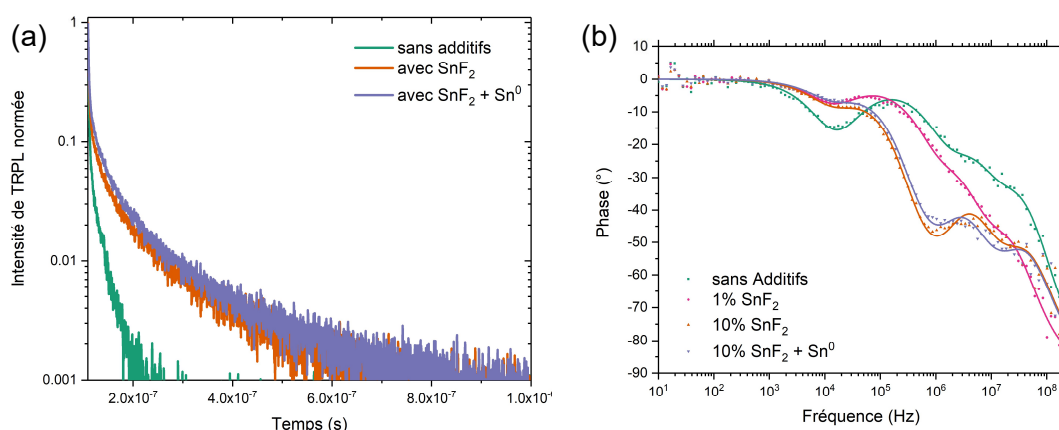 (a)
Intensité de TRPL normée
1
0.1
0.01
0.001
sans additifs
avec SnF₂
avec SnF₂ + Sn⁰
2.0x10⁻⁷ 4.0x10⁻⁷ 6.0x10⁻⁷ 8.0x10⁻⁷ 1.0x10⁻
Temps (s)
(b)
Phase (°)
10
0
-10
-20
-30
-40
-50
-60
-70
-80
-90
sans Additifs
1% SnF₂
10% SnF₂
10% SnF₂ + Sn⁰
10¹ 10² 10³ 10⁴ 10⁵ 10⁶ 10⁷ 10⁸
Fréquence (Hz)